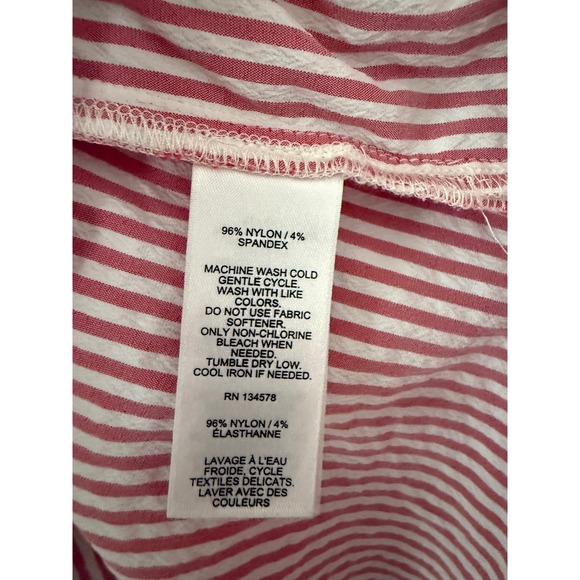 96% NYLON / 4%
SPANDEX
MACHINE WASH COLD
GENTLE CYCLE.
WASH WITH LIKE
COLORS.
DO NOT USE FABRIC
SOFTENER.
ONLY NON-CHLORINE
BLEACH WHEN
NEEDED.
TUMBLE DRY LOW.
COOL IRON IF NEEDED.
RN 134578
96% NYLON / 4%
ÉLASTHANNE
LAVAGE À L'EAU
FROIDE, CYCLE
TEXTILES DÉLICATS.
LAVER AVEC DES
COULEURS